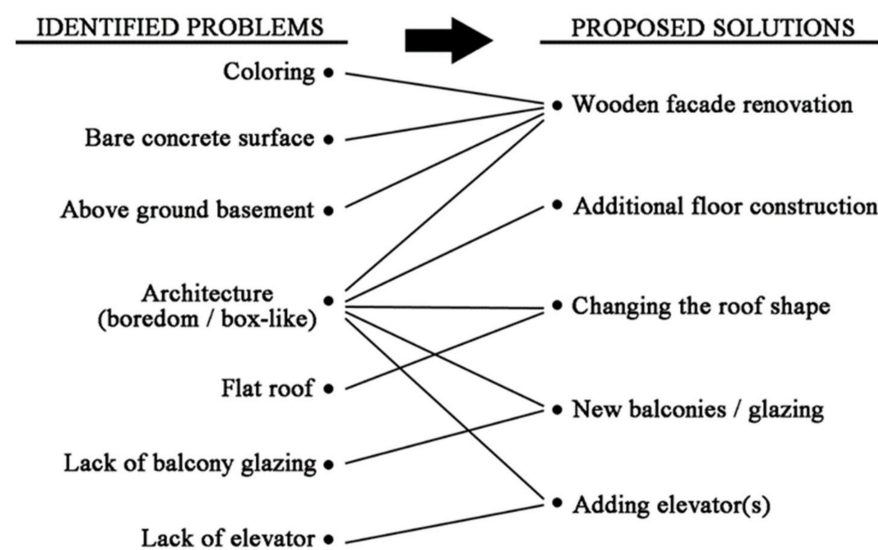 IDENTIFIED PROBLEMS
PROPOSED SOLUTIONS
Coloring
Bare concrete surface
Above ground basement
Architecture
(boredom / box-like)
Flat roof
Lack of balcony glazing
Lack of elevator
Wooden facade renovation
Additional floor construction
Changing the roof shape
New balconies / glazing
Adding elevator(s)